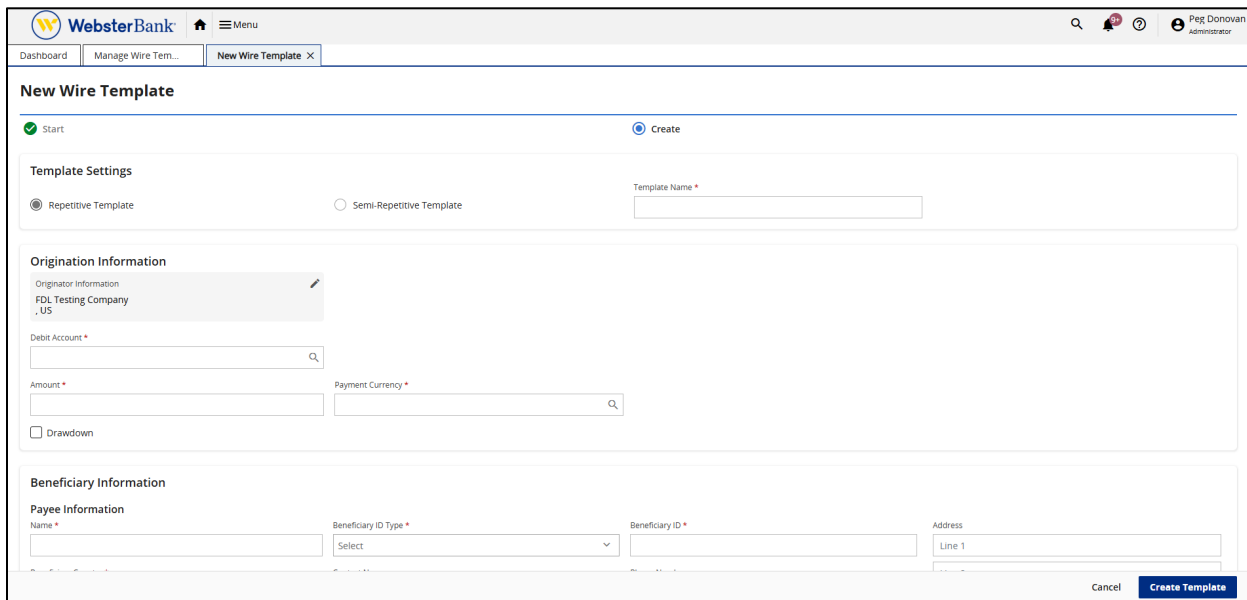 WebsterBank Menu 9+ Peg Donovan
Administrator
Dashboard Manage Wire Tem... New Wire Template
New Wire Template
Start Create
Template Settings
Template Name *
Repetitive Template Semi-Repetitive Template
Origination Information
Originator Information
FDL Testing Company
, US
Debit Account *
Amount * Payment Currency *
Drawdown
Beneficiary Information
Payee Information
Name * Beneficiary ID Type * Beneficiary ID * Address
Select Line 1
Cancel Create Template